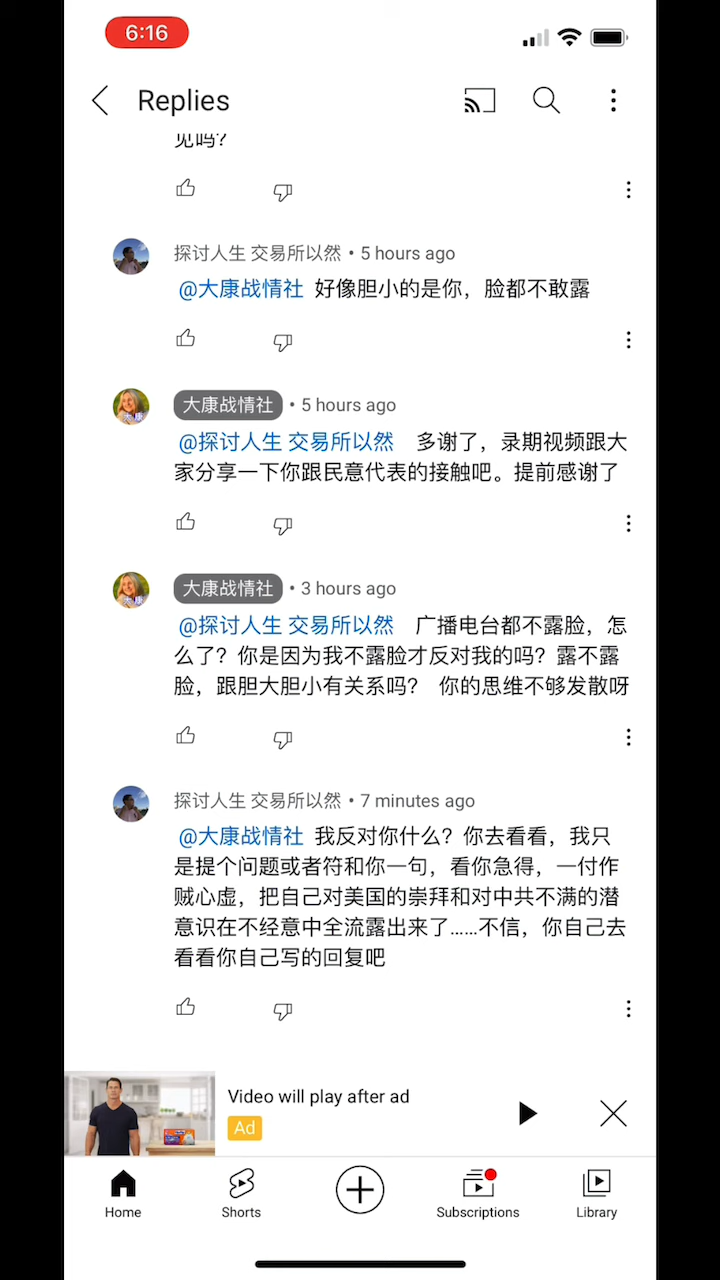 6:16
Replies
见吗?
探讨人生 交易所以然 • 5 hours ago
@大康战情社 好像胆小的是你，脸都不敢露
大康战情社 • 5 hours ago
@探讨人生 交易所以然 多谢了，录期视频跟大
家分享一下你跟民意代表的接触吧。提前感谢了
大康战情社 • 3 hours ago
@探讨人生 交易所以然 广播电台都不露脸，怎
么了？你是因为我不露脸才反对我的吗？露不露
脸，跟胆大胆小有关系吗？ 你的思维不够发散呀
探讨人生 交易所以然 • 7 minutes ago
@大康战情社 我反对你什么？你去看看，我只
是提个问题或者符和你一句，看你急得，一付作
贼心虚，把自己对美国的崇拜和对中共不满的潜
意识在不经意中全流露出来了……不信，你自己去
看看你自己写的回复吧
Video will play after ad
Ad
Home
Shorts
Subscriptions
Library